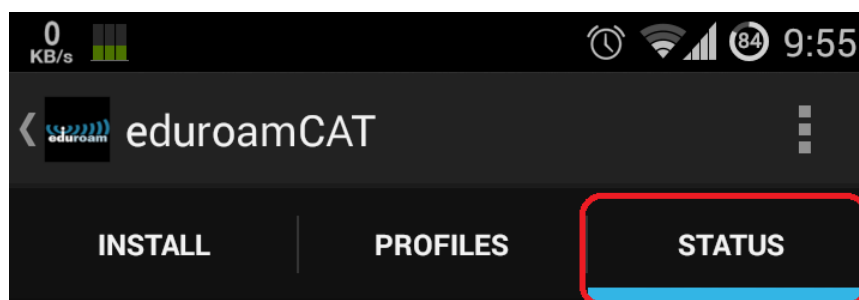 0
KB/s
84 9:55
eduroam eduroamCAT
INSTALL PROFILES STATUS